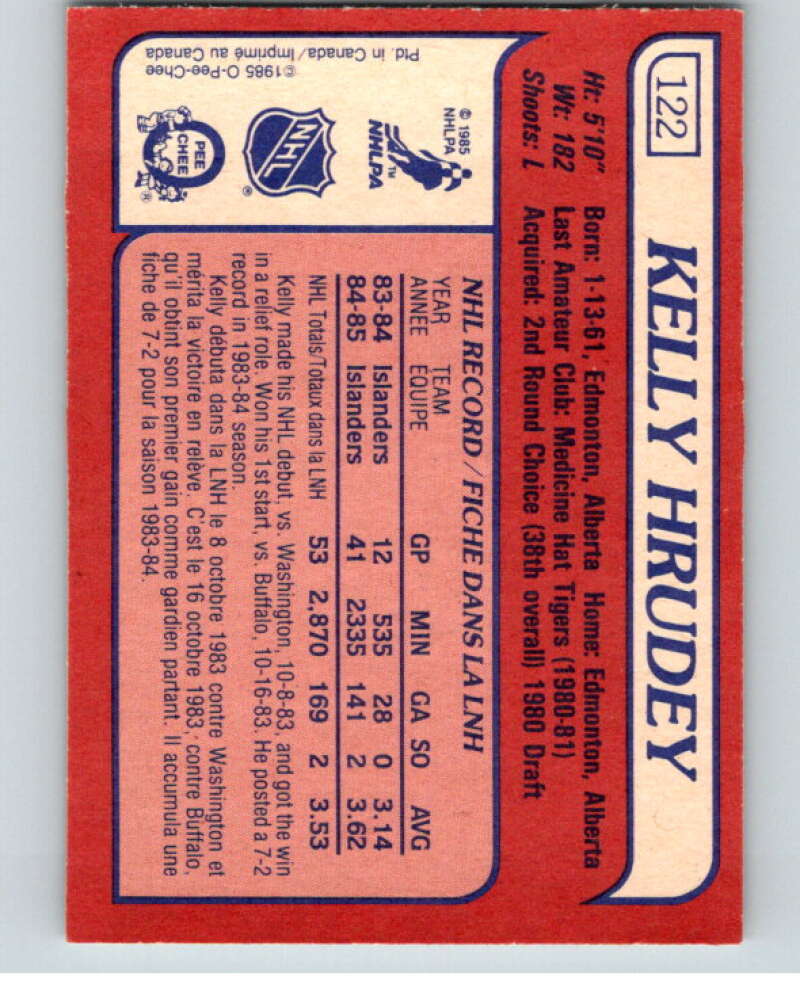 122
KELLY HRUDEY
Ht: 5'10" Born: 1-13-61, Edmonton, Alberta Home: Edmonton, Alberta
Wt: 182 Last Amateur Club: Medicine Hat Tigers (1980-81)
Shoots: L Acquired: 2nd Round Choice (38th overall) 1980 Draft
NHL RECORD / FICHE DANS LA LNH
YEAR TEAM
ANNEE EQUIPE GP MIN GA SO AVG
83-84 Islanders 12 535 28 0 3.14
84-85 Islanders 41 2335 141 2 3.62
NHL Totals/Totaux dans la LNH 53 2,870 169 2 3.53
Kelly made his NHL debut, vs. Washington, 10-8-83, and got the win
in a relief role. Won his 1st start, vs. Buffalo, 10-16-83. He posted a 7-2
record in 1983-84 season.
Kelly débuta dans la LNH le 8 octobre 1983 contre Washington et
mérita la victoire en relève. C'est le 16 octobre 1983, contre Buffalo,
qu'il obtint son premier gain comme gardien partant. Il accumula une
fiche de 7-2 pour la saison 1983-84.
© 1985
NHLPA
NHLPA™
NHL®
O
PEE
CHEE
®
©1985 O-Pee-Chee
Ptd. in Canada/Imprimé au Canada